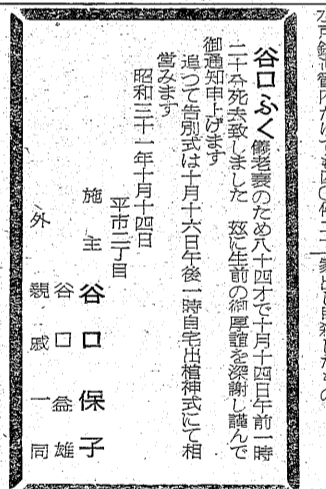 谷口ふく儀老衰のため八十四才で十月十四日午前一時
二十分死去致しました 茲に生前の御厚誼を深謝し謹んで
御通知申上げます
追つて告別式は十月十六日午後一時自宅出棺神式にて相
営みます
昭和三十一年十月十四日
平市二丁目
施主 谷口保子
谷口益雄
外 親戚一同